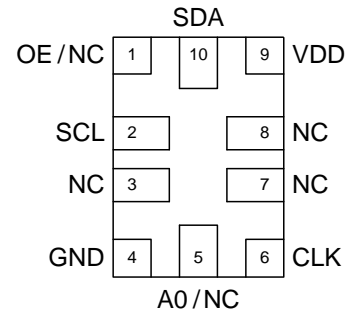 SDA
OE/NC 1 10 9 VDD
SCL 2 8 NC
NC 3 7 NC
GND 4 5 6 CLK
A0/NC